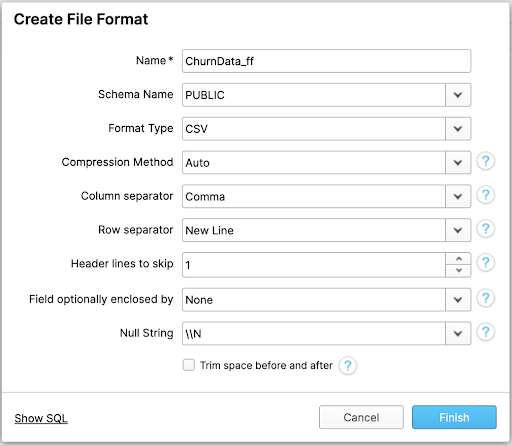 Create File Format
Name* ChurnData_ff
Schema Name PUBLIC
Format Type CSV
Compression Method Auto ?
Column separator Comma ?
Row separator New Line ?
Header lines to skip 1 ?
Field optionally enclosed by None ?
Null String \\N ?
Trim space before and after ?
Show SQL Cancel Finish